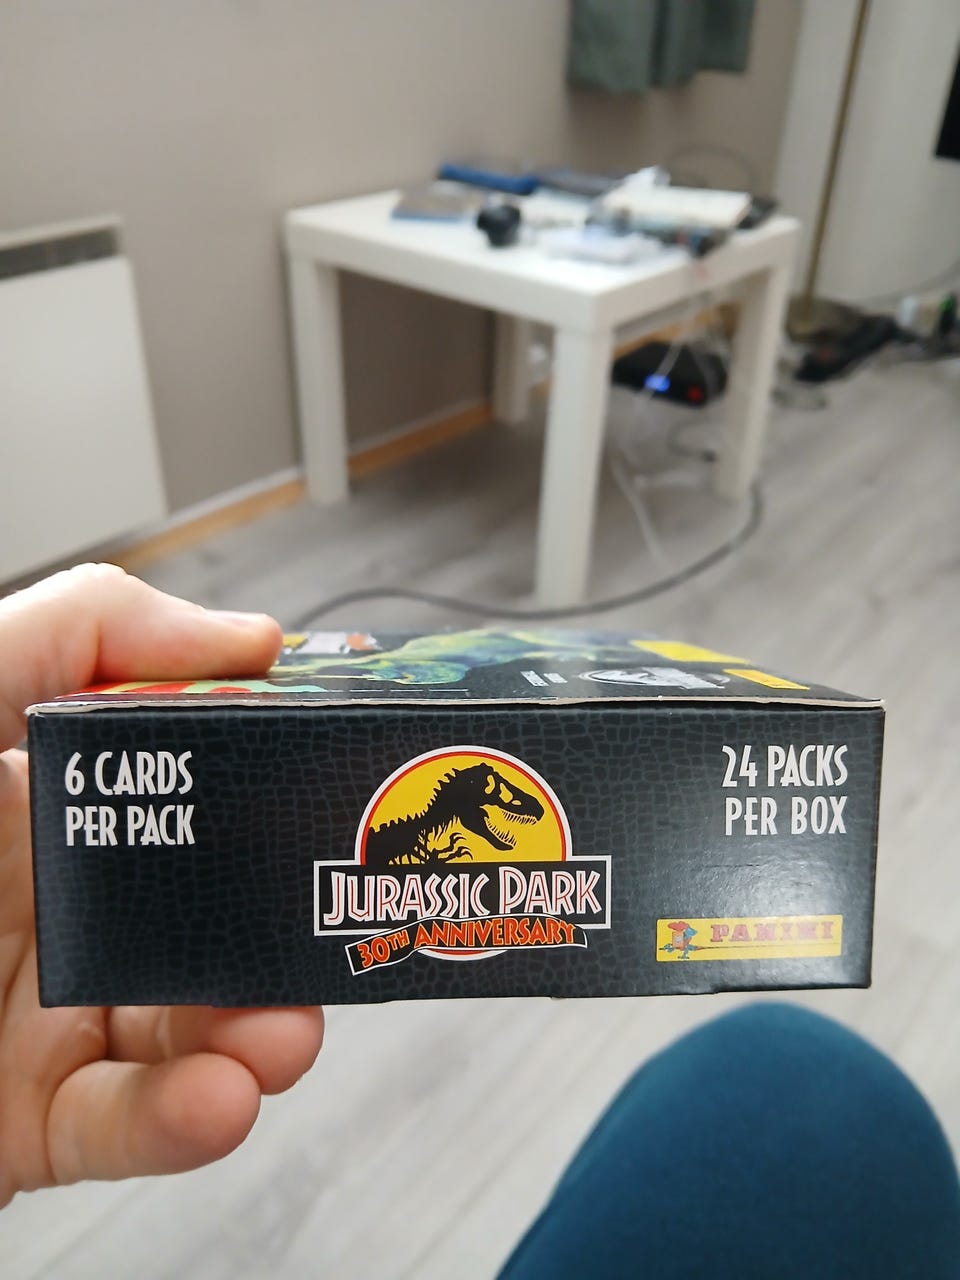 6 CARDS
PER PACK
24 PACKS
PER BOX
JURASSIC PARK
30TH ANNIVERSARY
PANINI